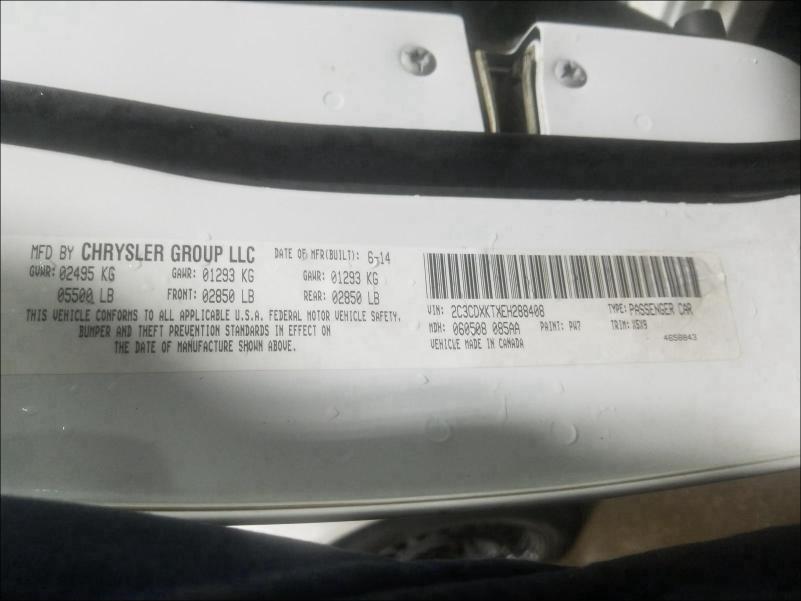 MFD BY CHRYSLER GROUP LLC DATE OF MFR(BUILT): 6-14
GVWR: 02495 KG GAWR: 01293 KG GAWR: 01293 KG
05500 LB FRONT: 02850 LB REAR: 02850 LB
THIS VEHICLE CONFORMS TO ALL APPLICABLE U.S.A. FEDERAL MOTOR VEHICLE SAFETY.
BUMPER AND THEFT PREVENTION STANDARDS IN EFFECT ON
THE DATE OF MANUFACTURE SHOWN ABOVE.
VIN: 2C3CDXKTXEH288408 TYPE: PASSENGER CAR
MDH: 060508 085AA PAINT: PW7 TRIM: X5X9
VEHICLE MADE IN CANADA 4658843